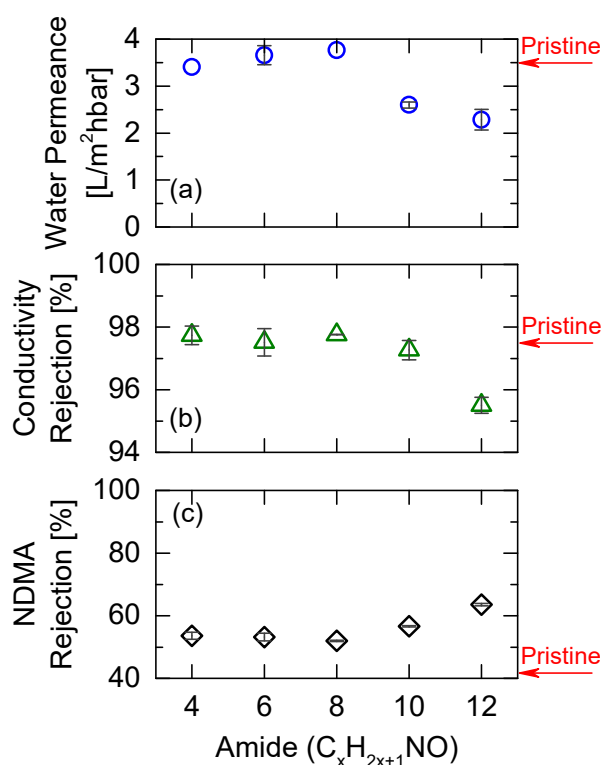 Water Permeance
[L/m²hbar]
4
3
2
1
0
(a)
Pristine
Conductivity
Rejection [%]
100
98
96
94
(b)
Pristine
NDMA
Rejection [%]
100
80
60
40
(c)
Pristine
4 6 8 10 12
Amide (CₓH₂ₓ₊₁NO)